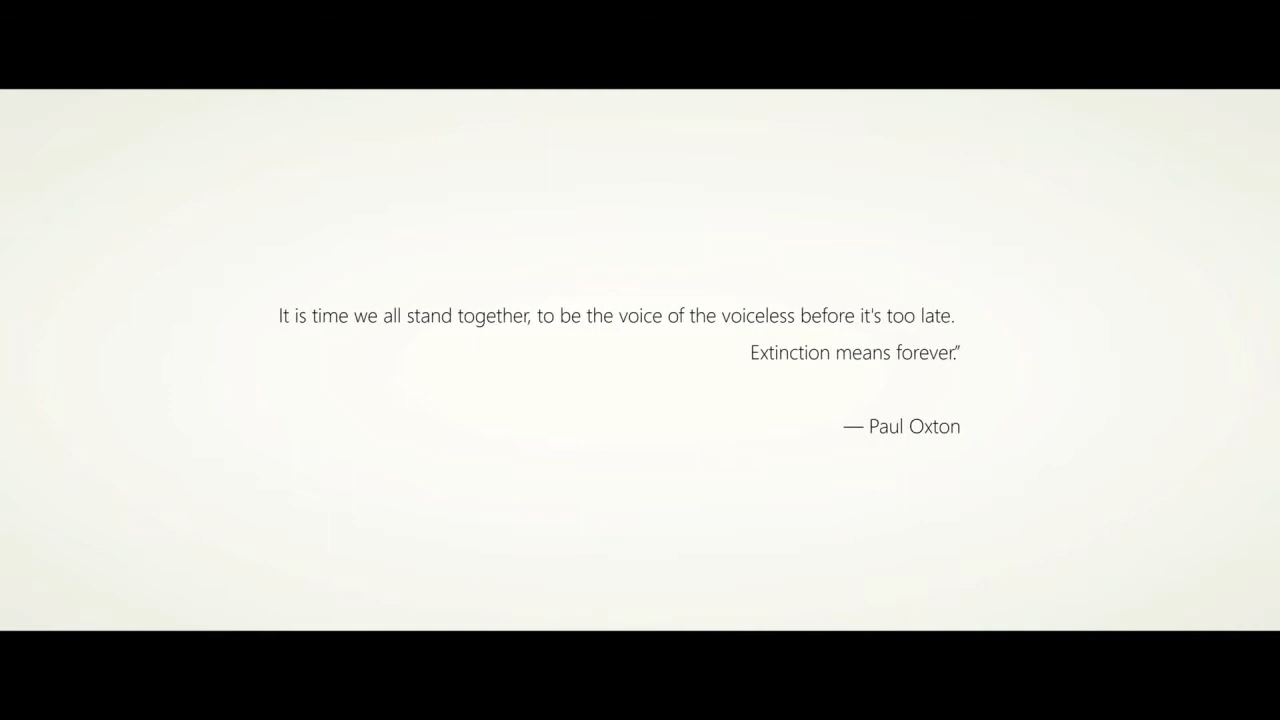 It is time we all stand together, to be the voice of the voiceless before it's too late.
Extinction means forever.”
— Paul Oxton